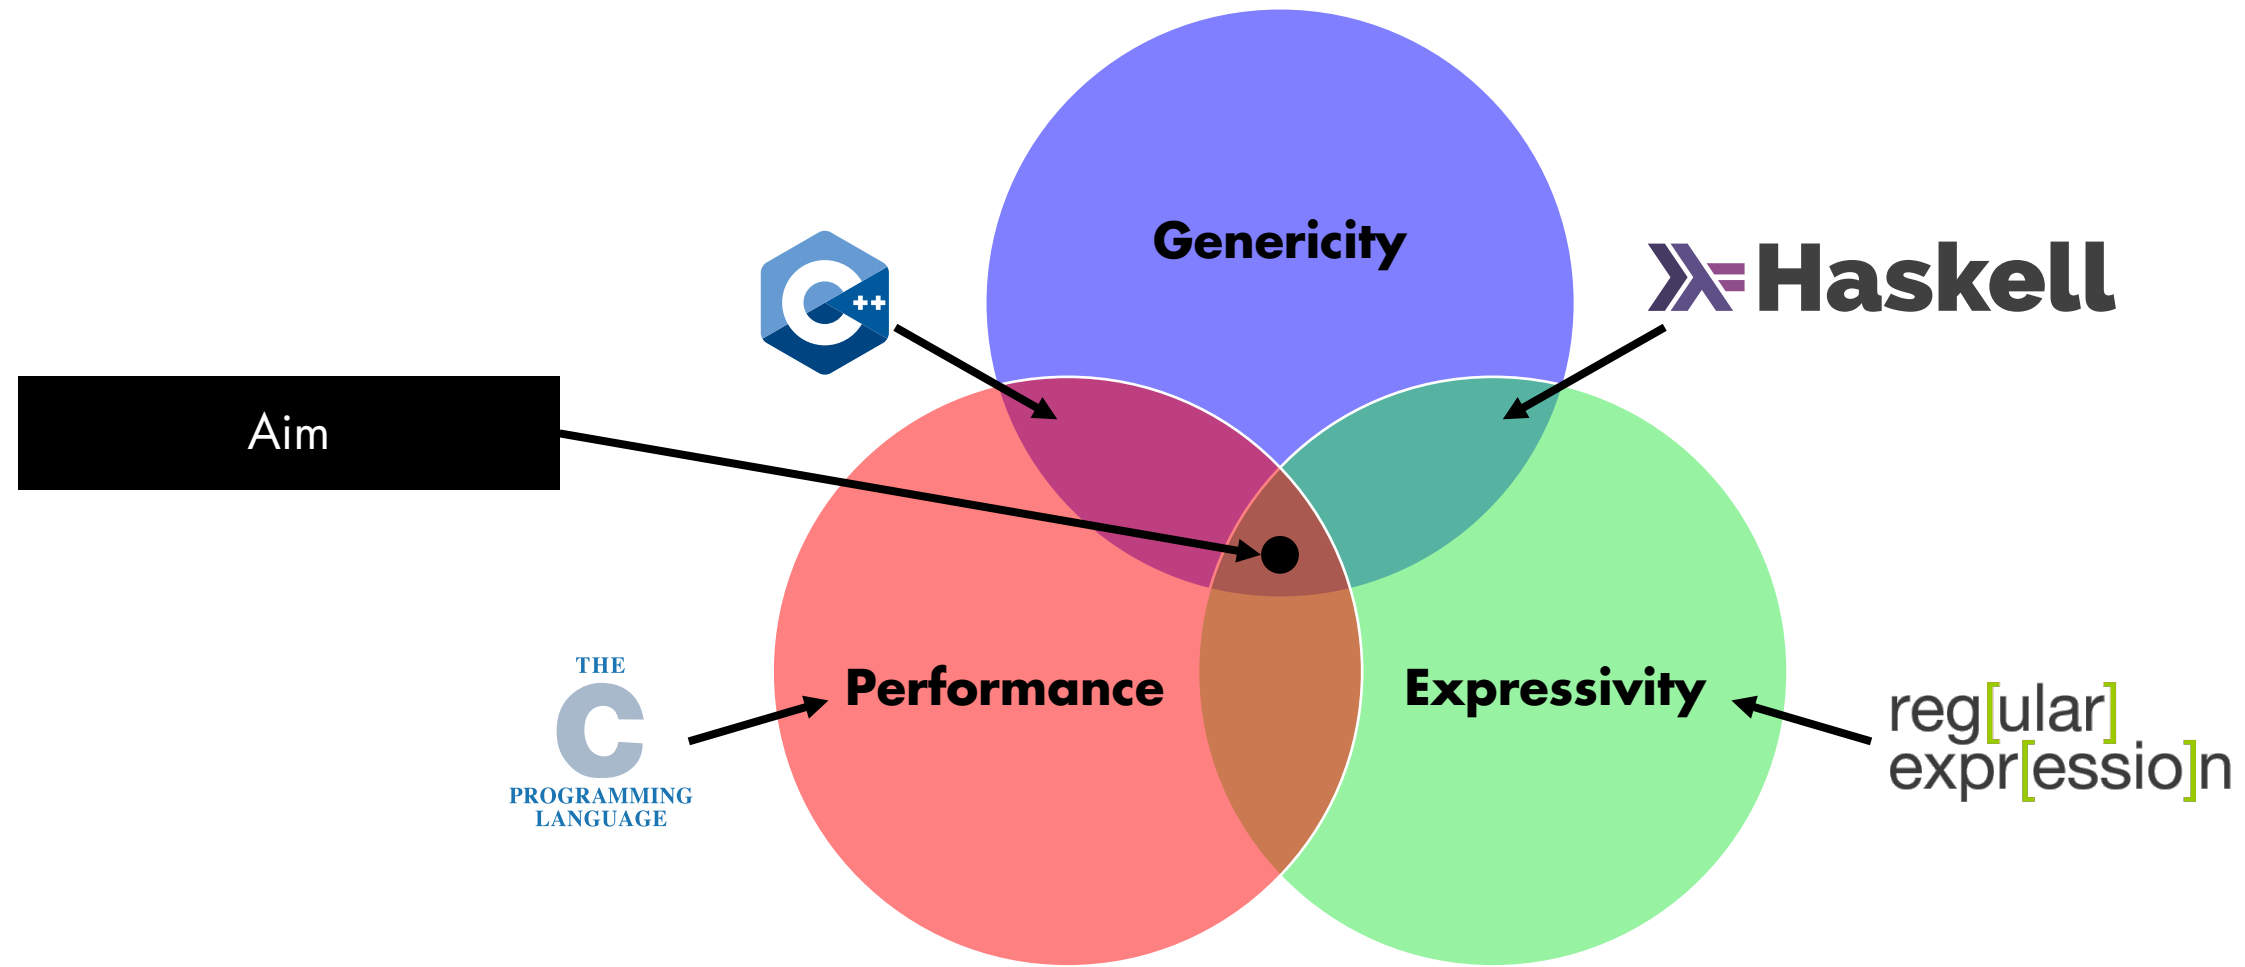 Genericity
++
Haskell
Aim
THE
C
PROGRAMMING
LANGUAGE
Performance
Expressivity
reg[ular]
expr[essio]n